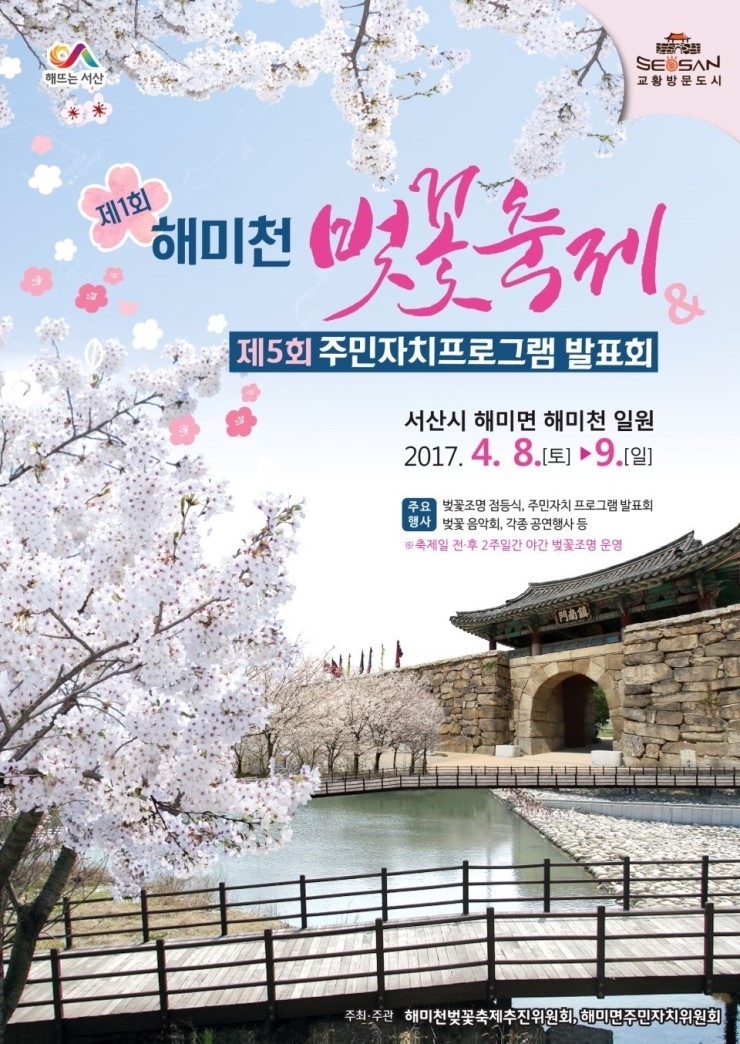 해뜨는 서산
SEOSAN
교황방문도시
제1회
해미천 벚꽃축제
&
제5회 주민자치프로그램 발표회
서산시 해미면 해미천 일원
2017. 4. 8.[토] ▶9.[일]
주요 행사
벚꽃조명 점등식, 주민자치 프로그램 발표회
벚꽃 음악회, 각종 공연행사 등
※축제일 전·후 2주일간 야간 벚꽃조명 운영
門南鎭
주최·주관 해미천벚꽃축제추진위원회, 해미면주민자치위원회